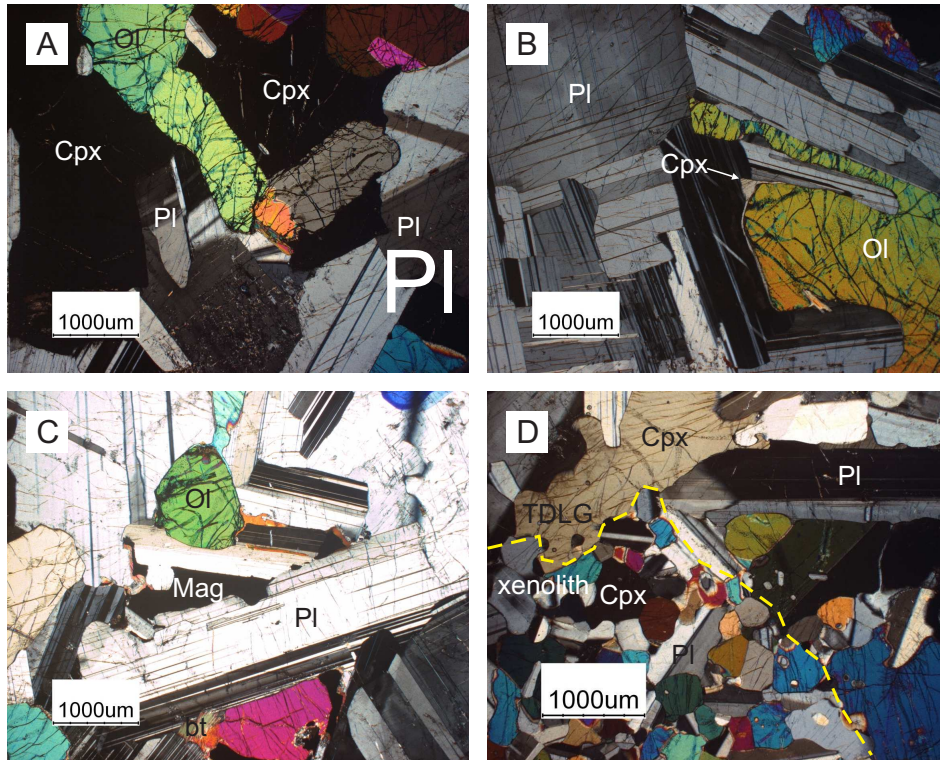 A
Ol
Cpx
Cpx
Pl
Pl
Pl
1000um
B
Pl
Cpx
Ol
1000um
C
Ol
Mag
Pl
bt
1000um
D
Cpx
Pl
TDLG
xenolith
Cpx
Pl
1000um